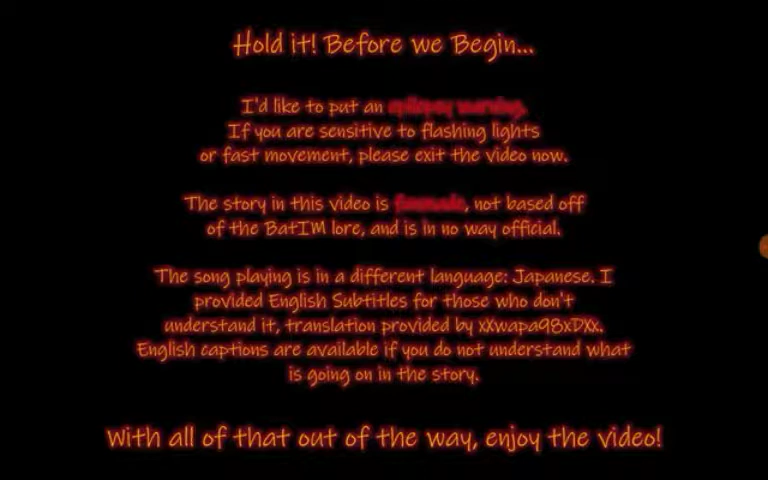 Hold it! Before we Begin...
I'd like to put an epilepsy warning.
If you are sensitive to flashing lights
or fast movement, please exit the video now.
The story in this video is fanmade, not based off
of the BatIM lore, and is in no way official.
The song playing is in a different language: Japanese. I
provided English Subtitles for those who don't
understand it, translation provided by xXwapa98xDXx.
English captions are available if you do not understand what
is going on in the story.
With all of that out of the way, enjoy the video!